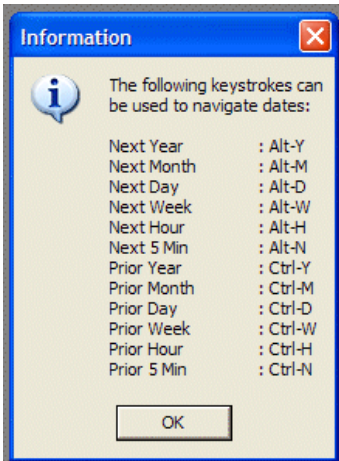 Information
The following keystrokes can
be used to navigate dates:
Next Year : Alt-Y
Next Month : Alt-M
Next Day : Alt-D
Next Week : Alt-W
Next Hour : Alt-H
Next 5 Min : Alt-N
Prior Year : Ctrl-Y
Prior Month : Ctrl-M
Prior Day : Ctrl-D
Prior Week : Ctrl-W
Prior Hour : Ctrl-H
Prior 5 Min : Ctrl-N
OK